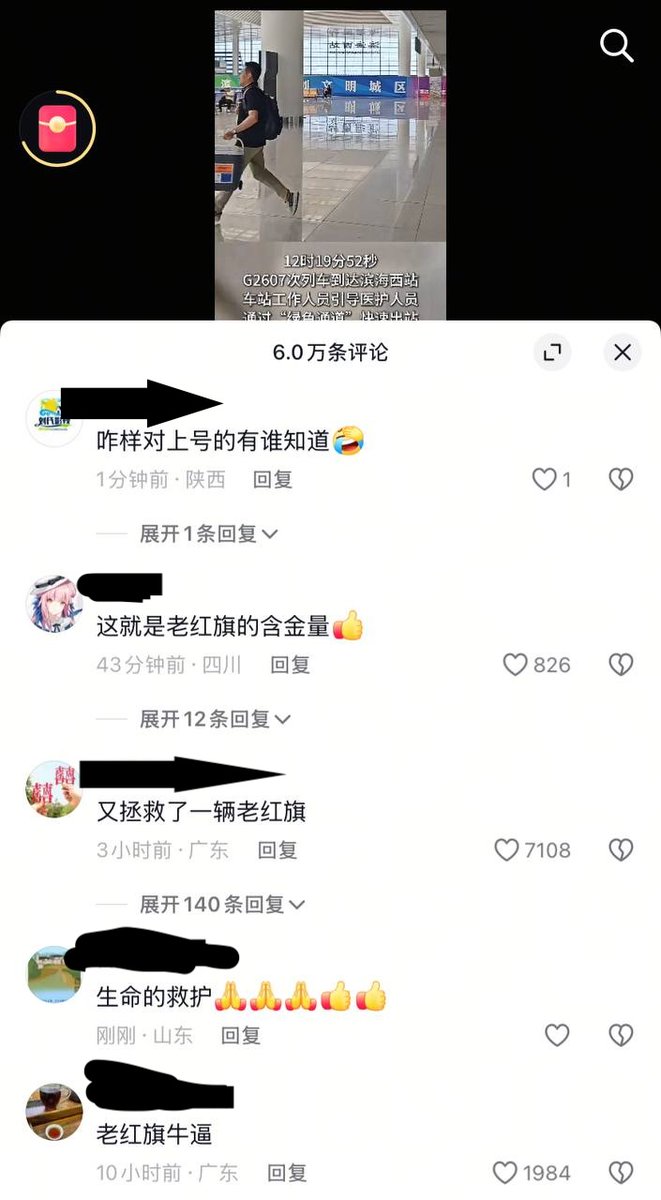 文明城区
12时19分52秒
G2607次列车到达滨海西站
车站工作人员引导医护人员
通过“绿色通道”快速出站
6.0万条评论
咋样对上号的有谁知道🤣
1分钟前·陕西 回复
1
展开1条回复
这就是老红旗的含金量👍
43分钟前·四川 回复
826
展开12条回复
又拯救了一辆老红旗
3小时前·广东 回复
7108
展开140条回复
生命的救护🙏🙏🙏👍👍
刚刚·山东 回复
老红旗牛逼
10小时前·广东 回复
1984